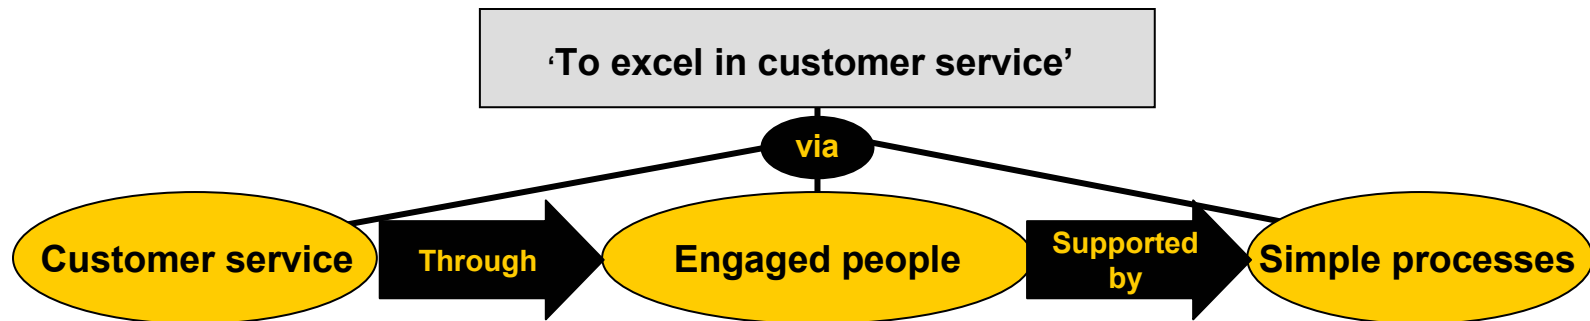 ‘To excel in customer service’
via
Customer service
Through
Engaged people
Supported
by
Simple processes